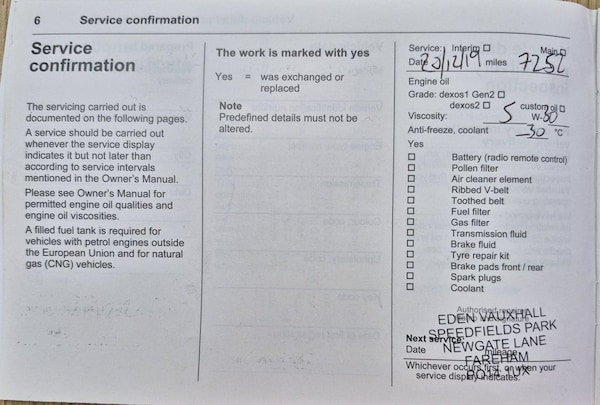 6 Service confirmation
Service
confirmation
The servicing carried out is
documented on the following pages.
A service should be carried out
whenever the service display
indicates it but not later than
according to service intervals
mentioned in the Owner's Manual.
Please see Owner's Manual for
permitted engine oil qualities and
engine oil viscosities.
A filled fuel tank is required for
vehicles with petrol engines outside
the European Union and for natural
gas (CNG) vehicles.
The work is marked with yes
Yes = was exchanged or
replaced
Note
Predefined details must not be
altered.
Service: Interim □ Main □
Date 20/12/19 miles 7252
Engine oil
Grade: dexos1 Gen2 □
dexos2 □ custom oil □
Viscosity: 5 W-30
Anti-freeze, coolant -30 °C
Yes
□ Battery (radio remote control)
□ Pollen filter
□ Air cleaner element
□ Ribbed V-belt
□ Toothed belt
□ Fuel filter
□ Gas filter
□ Transmission fluid
□ Brake fluid
□ Tyre repair kit
□ Brake pads front / rear
□ Spark plugs
□ Coolant
Authorised
EDEN VAUXHALL
SPEEDFIELDS PARK
Next service:
NEWGATE LANE
Date mileage
FAREHAM
PO14 1UX
Whichever occurs first, or when your
service display indicates.